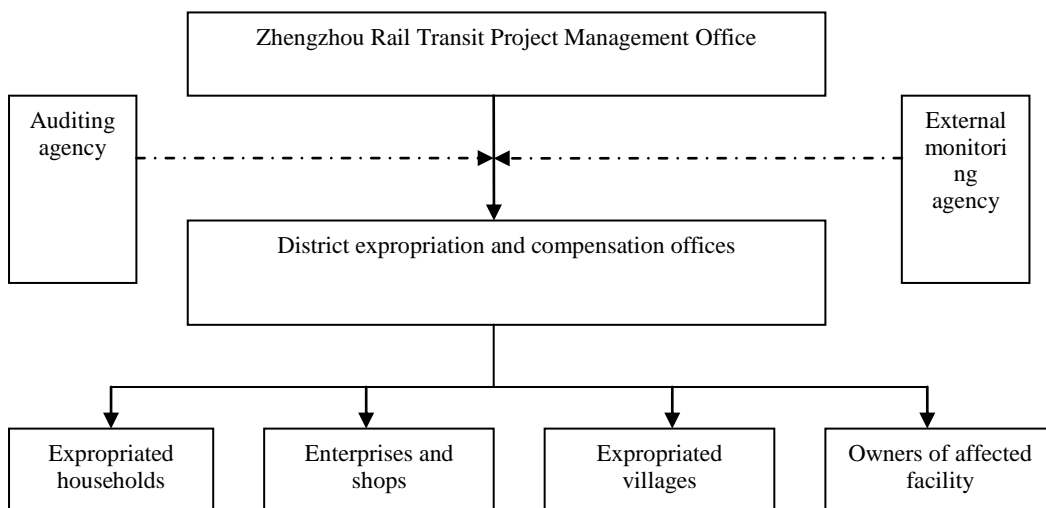 Zhengzhou Rail Transit Project Management Office
Auditing
agency
External
monitori
ng
agency
District expropriation and compensation offices
Expropriated
households
Enterprises and
shops
Expropriated
villages
Owners of affected
facility